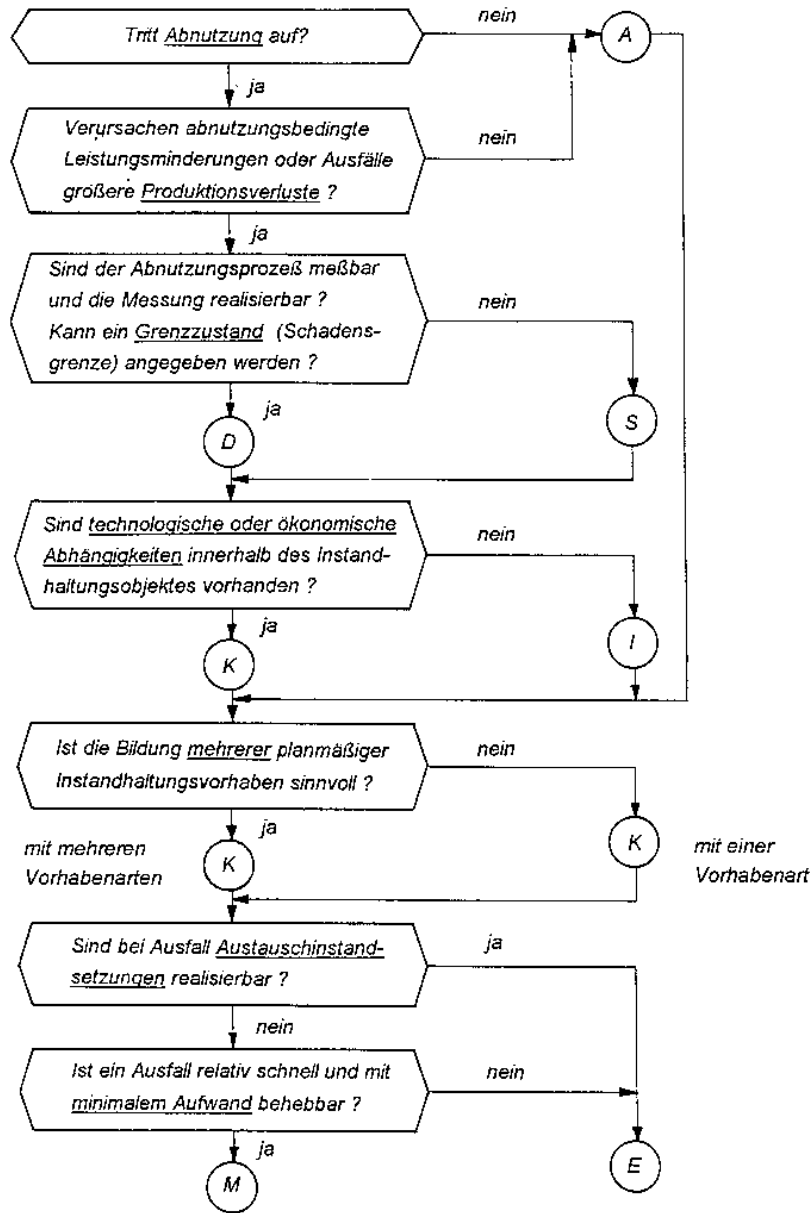 Tritt Abnutzung auf?
nein
A
ja
Verursachen abnutzungsbedingte
Leistungsminderungen oder Ausfälle
größere Produktionsverluste ?
nein
ja
Sind der Abnutzungsprozeß meßbar
und die Messung realisierbar ?
Kann ein Grenzzustand (Schadens-
grenze) angegeben werden ?
nein
ja
D
S
Sind technologische oder ökonomische
Abhängigkeiten innerhalb des Instand-
haltungsobjektes vorhanden ?
nein
ja
K
I
Ist die Bildung mehrerer planmäßiger
Instandhaltungsvorhaben sinnvoll ?
nein
ja
mit mehreren
Vorhabenarten
K
K
mit einer
Vorhabenart
Sind bei Ausfall Austauschinstand-
setzungen realisierbar ?
ja
nein
Ist ein Ausfall relativ schnell und mit
minimalem Aufwand behebbar ?
nein
ja
M
E